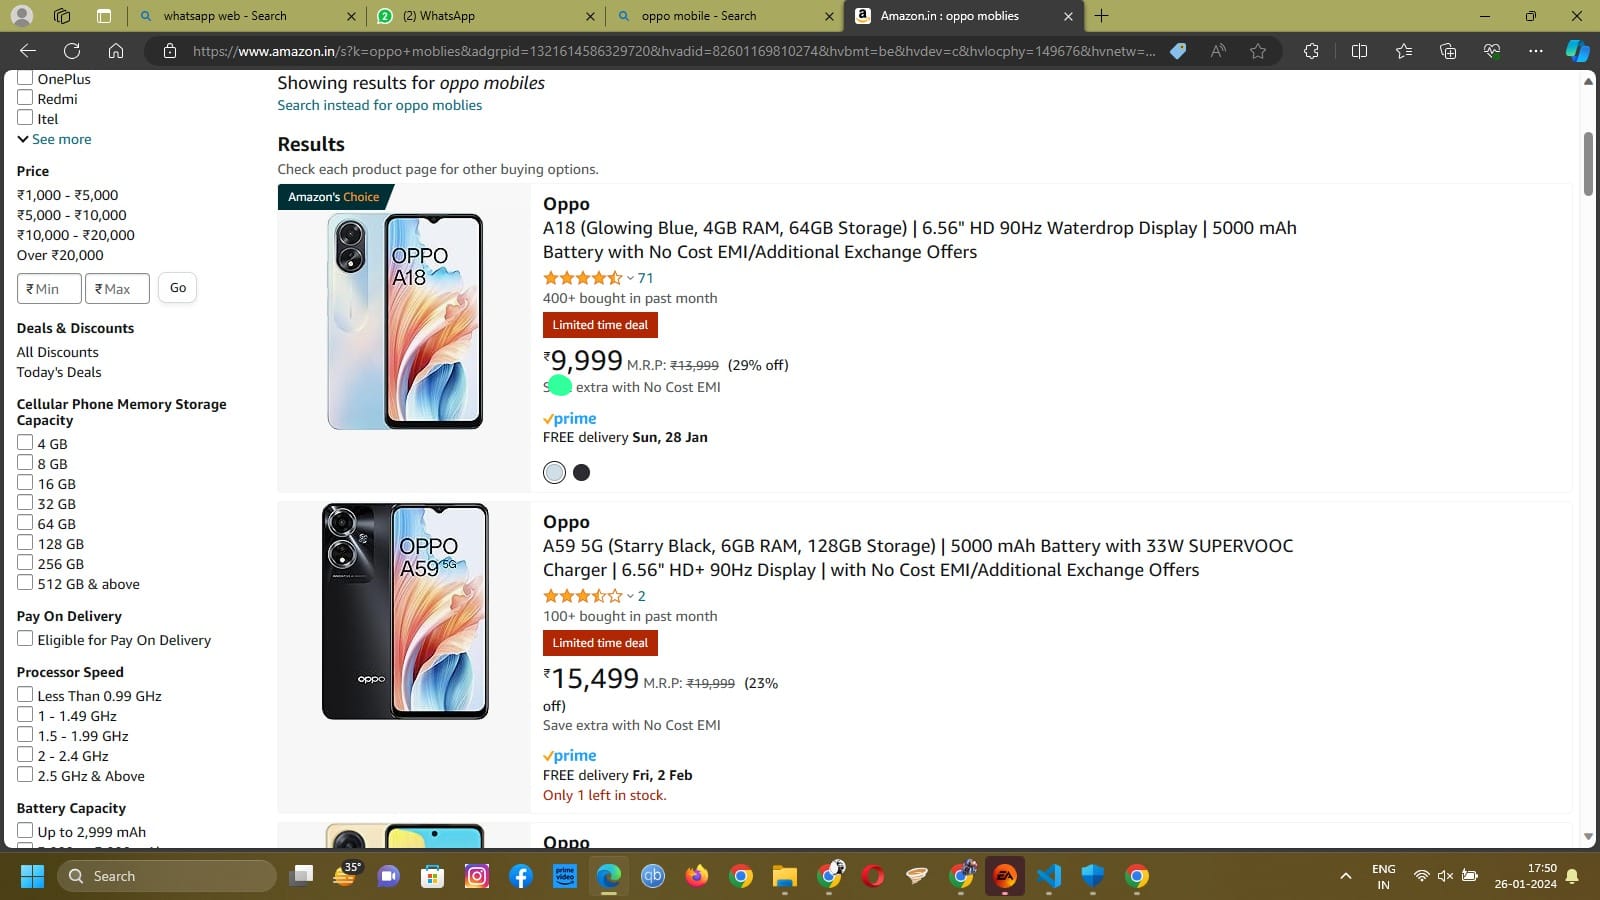 whatsapp web - Search
(2) WhatsApp
oppo mobile - Search
Amazon.in : oppo moblies
https://www.amazon.in/s?k=oppo+moblies&adgrpid=1321614586329720&hvadid=82601169810274&hvbmt=be&hvdev=c&hvlocphy=149676&hvnetw=...
OnePlus
Redmi
Itel
See more
Price
₹1,000 - ₹5,000
₹5,000 - ₹10,000
₹10,000 - ₹20,000
Over ₹20,000
₹ Min
₹ Max
Go
Deals & Discounts
All Discounts
Today's Deals
Cellular Phone Memory Storage
Capacity
4 GB
8 GB
16 GB
32 GB
64 GB
128 GB
256 GB
512 GB & above
Pay On Delivery
Eligible for Pay On Delivery
Processor Speed
Less Than 0.99 GHz
1 - 1.49 GHz
1.5 - 1.99 GHz
2 - 2.4 GHz
2.5 GHz & Above
Battery Capacity
Up to 2,999 mAh
Showing results for oppo mobiles
Search instead for oppo moblies
Results
Check each product page for other buying options.
Amazon's Choice
OPPO
A18
Oppo
A18 (Glowing Blue, 4GB RAM, 64GB Storage) | 6.56" HD 90Hz Waterdrop Display | 5000 mAh
Battery with No Cost EMI/Additional Exchange Offers
71
400+ bought in past month
Limited time deal
₹9,999 M.R.P: ₹13,999 (29% off)
extra with No Cost EMI
prime
FREE delivery Sun, 28 Jan
OPPO
A59 5G
oppo
Oppo
A59 5G (Starry Black, 6GB RAM, 128GB Storage) | 5000 mAh Battery with 33W SUPERVOOC
Charger | 6.56" HD+ 90Hz Display | with No Cost EMI/Additional Exchange Offers
2
100+ bought in past month
Limited time deal
₹15,499 M.R.P: ₹19,999 (23%
off)
Save extra with No Cost EMI
prime
FREE delivery Fri, 2 Feb
Only 1 left in stock.
Oppo
Search
35°
prime
video
qb
EA
ENG
IN
17:50
26-01-2024